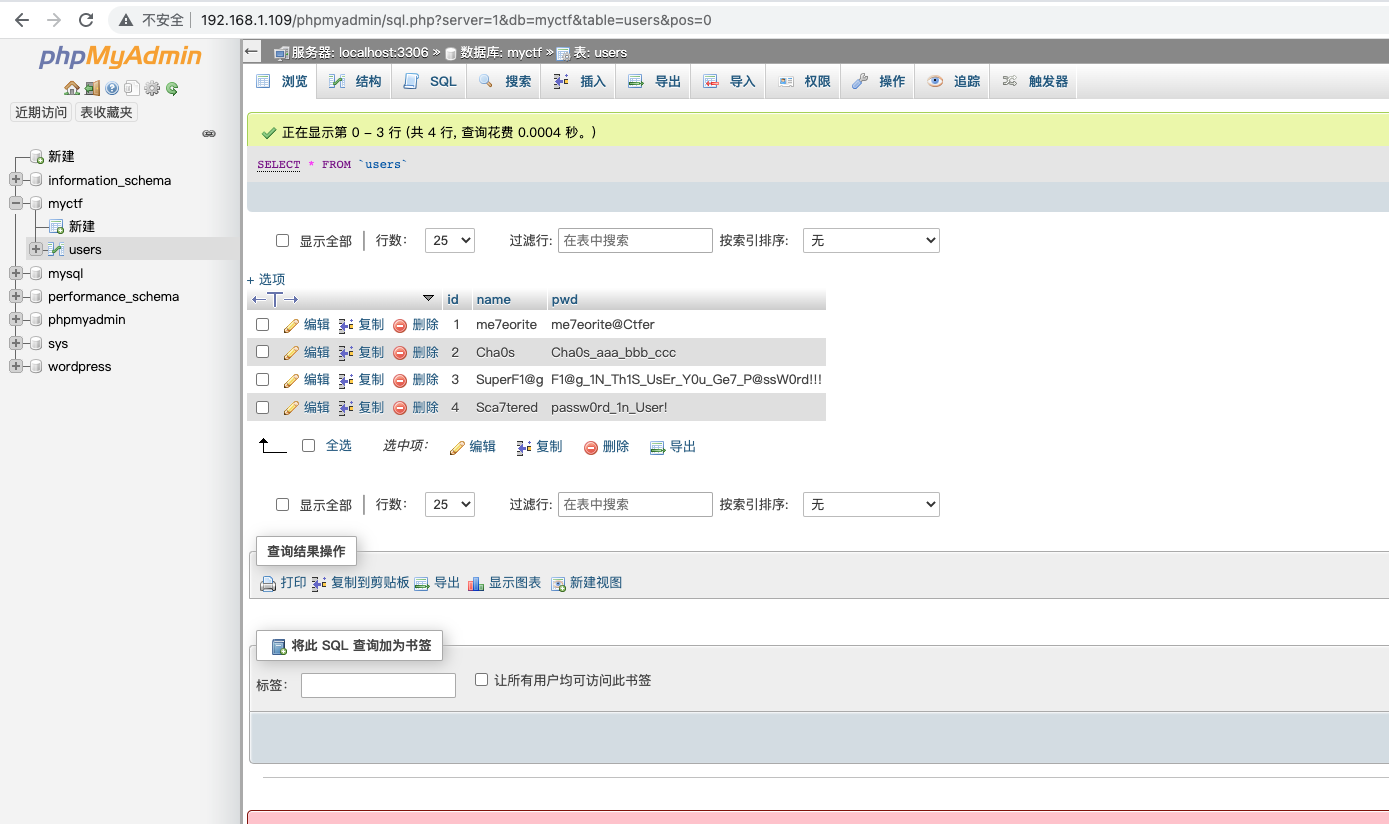 不安全 192.168.1.109/phpmyadmin/sql.php?server=1&db=myctf&table=users&pos=0
phpMyAdmin
近期访问 表收藏夹
新建
information_schema
myctf
新建
users
mysql
performance_schema
phpmyadmin
sys
wordpress
服务器: localhost:3306 » 数据库: myctf » 表: users
浏览 结构 SQL 搜索 插入 导出 导入 权限 操作 追踪 触发器
正在显示第 0 - 3 行 (共 4 行, 查询花费 0.0004 秒。)
SELECT * FROM `users`
显示全部 行数: 25 过滤行: 在表中搜索 按索引排序: 无
+ 选项
←T→ id name pwd
编辑 复制 删除 1 me7eorite me7eorite@Ctfer
编辑 复制 删除 2 Cha0s Cha0s_aaa_bbb_ccc
编辑 复制 删除 3 SuperF1@g F1@g_1N_Th1S_UsEr_Y0u_Ge7_P@ssW0rd!!!
编辑 复制 删除 4 Sca7tered passw0rd_1n_User!
全选 选中项: 编辑 复制 删除 导出
显示全部 行数: 25 过滤行: 在表中搜索 按索引排序: 无
查询结果操作
打印 复制到剪贴板 导出 显示图表 新建视图
将此 SQL 查询加为书签
标签: 让所有用户均可访问此书签